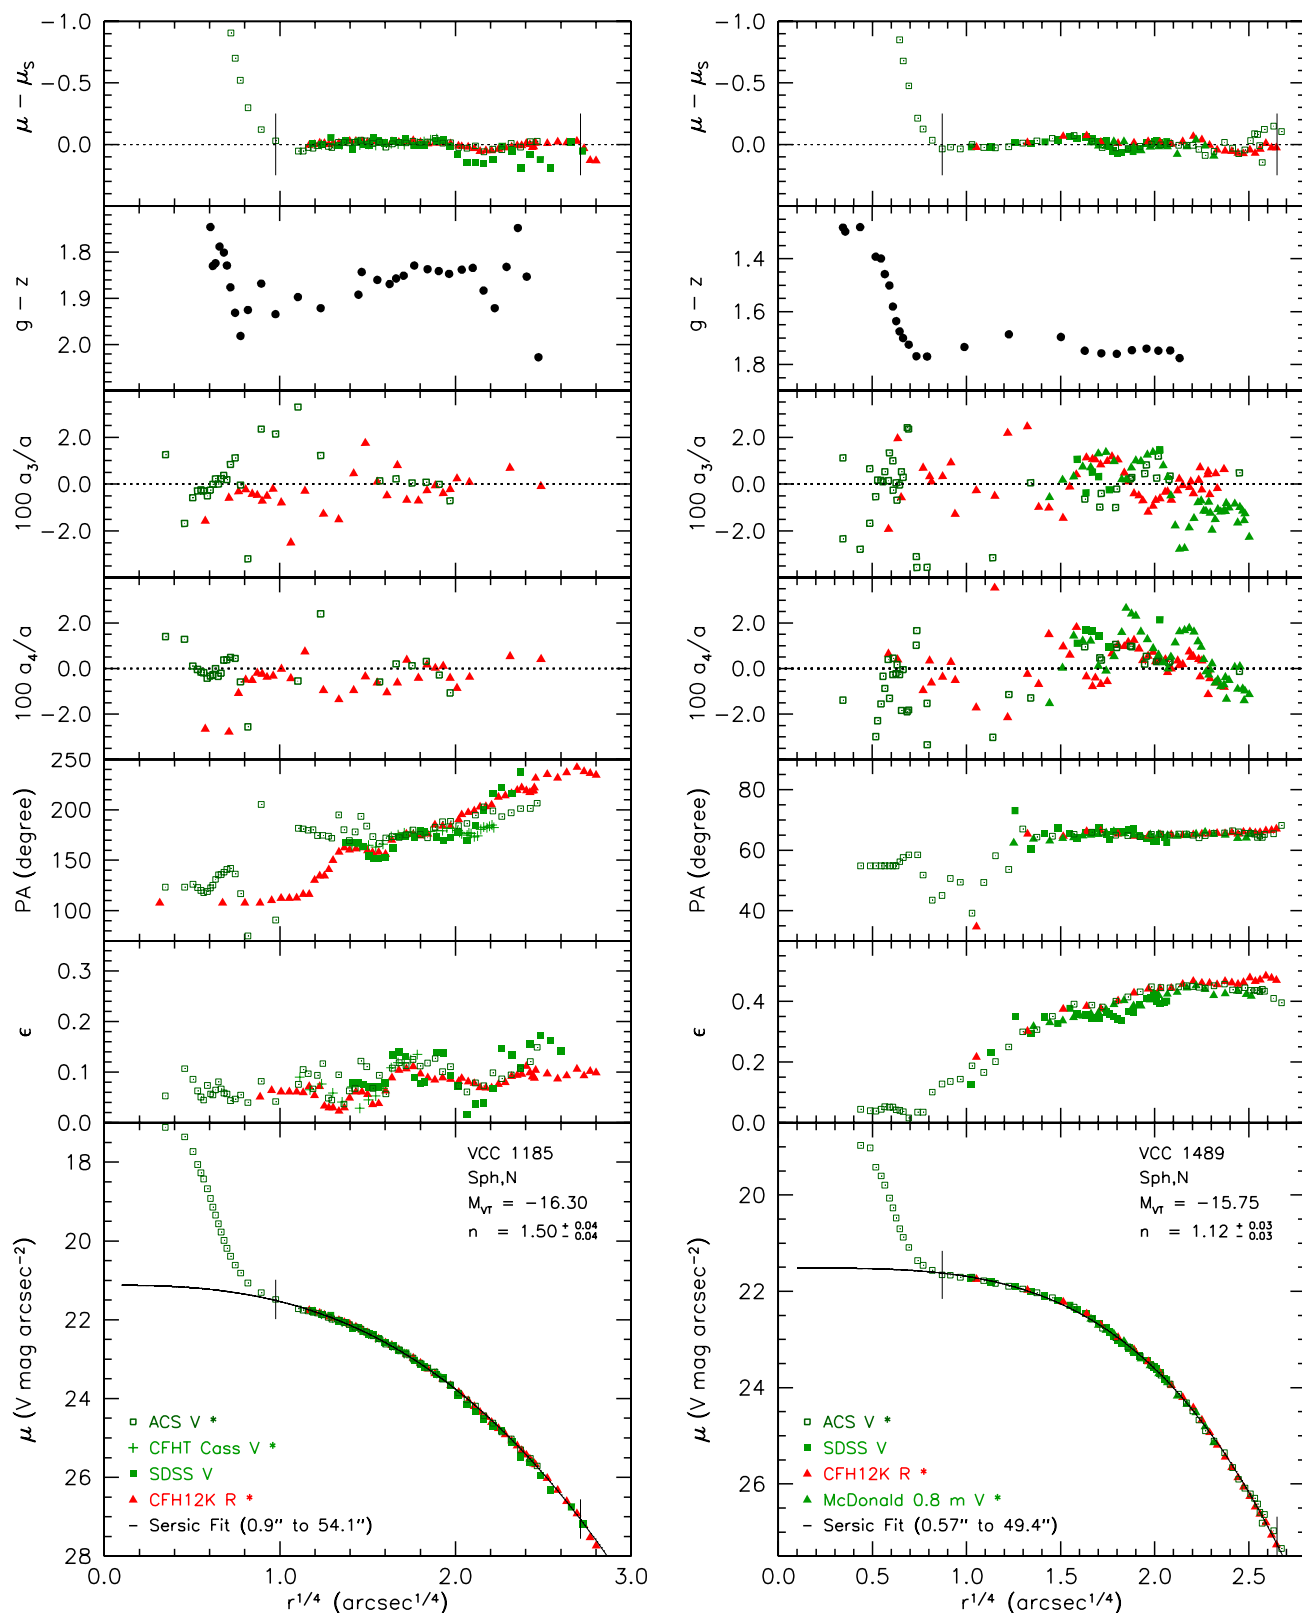 −1.0
−0.5
0.0
μ − μS
1.8
1.9
2.0
g − z
2.0
0.0
−2.0
100 a3/a
2.0
0.0
−2.0
100 a4/a
250
200
150
100
PA (degree)
0.3
0.2
0.1
0.0
ϵ
18
20
22
24
26
28
μ (V mag arcsec−2)
VCC 1185
Sph,N
MVT = −16.30
n = 1.50 + 0.04 − 0.04
ACS V *
CFHT Cass V *
SDSS V
CFH12K R *
− Sersic Fit (0.9" to 54.1")
0.0 1.0 2.0 3.0
r1/4 (arcsec1/4)
−1.0
−0.5
0.0
μ − μS
1.4
1.6
1.8
g − z
2.0
0.0
−2.0
100 a3/a
2.0
0.0
−2.0
100 a4/a
80
60
40
PA (degree)
0.4
0.2
0.0
ϵ
20
22
24
26
μ (V mag arcsec−2)
VCC 1489
Sph,N
MVT = −15.75
n = 1.12 + 0.03 − 0.03
ACS V *
SDSS V
CFH12K R *
McDonald 0.8 m V *
− Sersic Fit (0.57" to 49.4")
0.0 0.5 1.0 1.5 2.0 2.5
r1/4 (arcsec1/4)